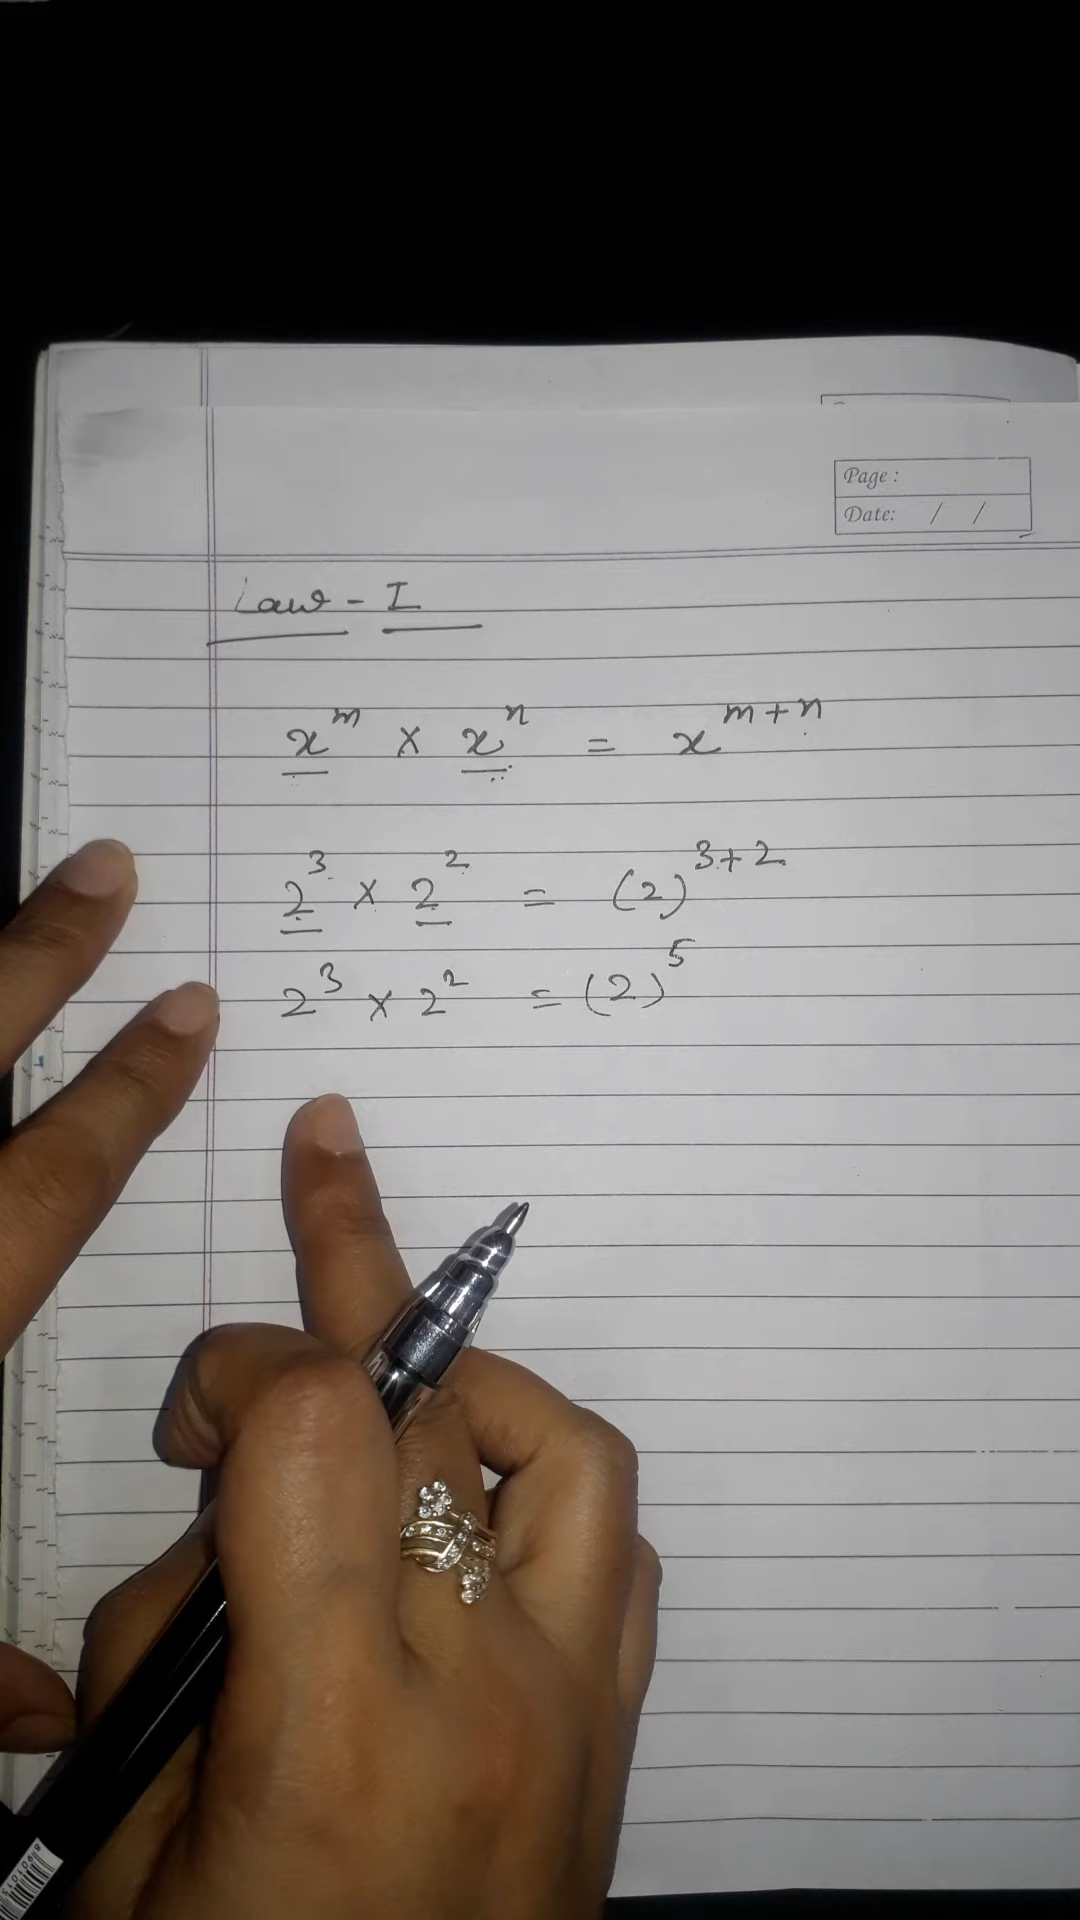 Page :
Date: / /
Law - I
x^m × x^n = x^(m+n)
2^3 × 2^2 = (2)^(3+2)
2^3 × 2^2 = (2)^5